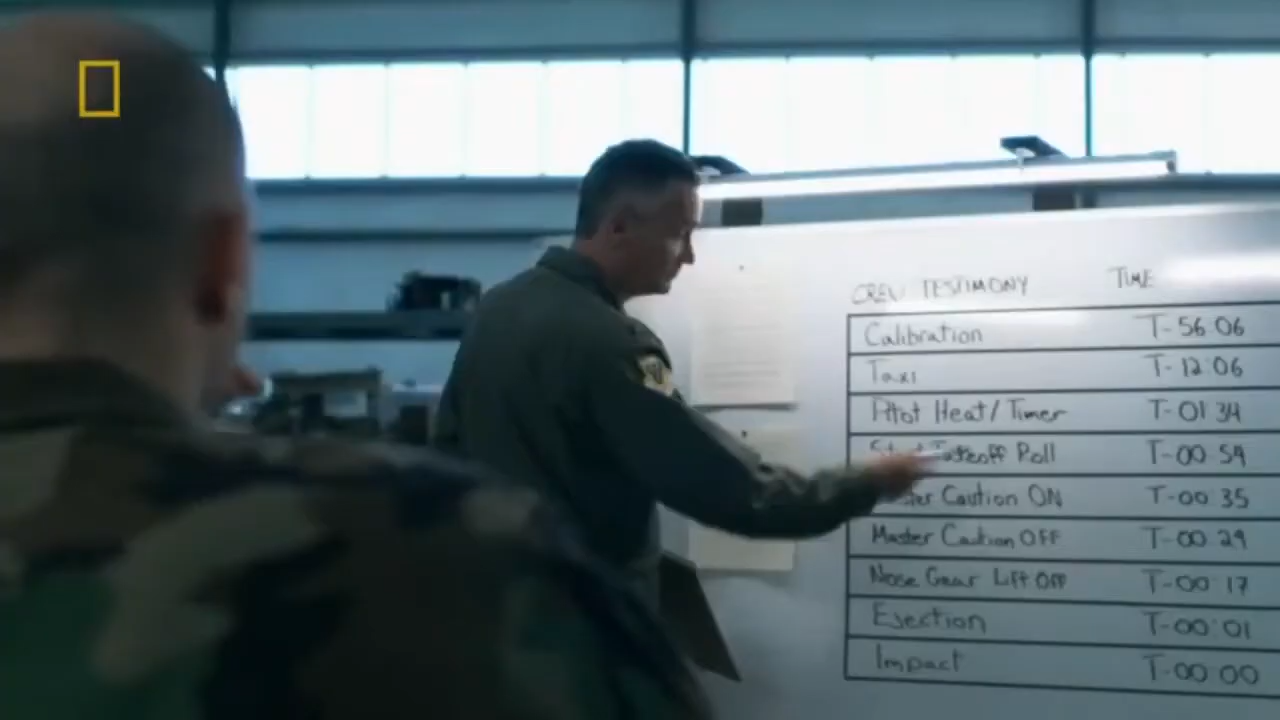 CREW TESTIMONY TIME
Calibration T-56:06
Taxi T-12:06
Pitot Heat/Timer T-01:34
Takeoff Roll T-00:54
Caution ON T-00:35
Master Caution OFF T-00:29
Nose Gear Lift Off T-00:17
Ejection T-00:01
Impact T-00:00